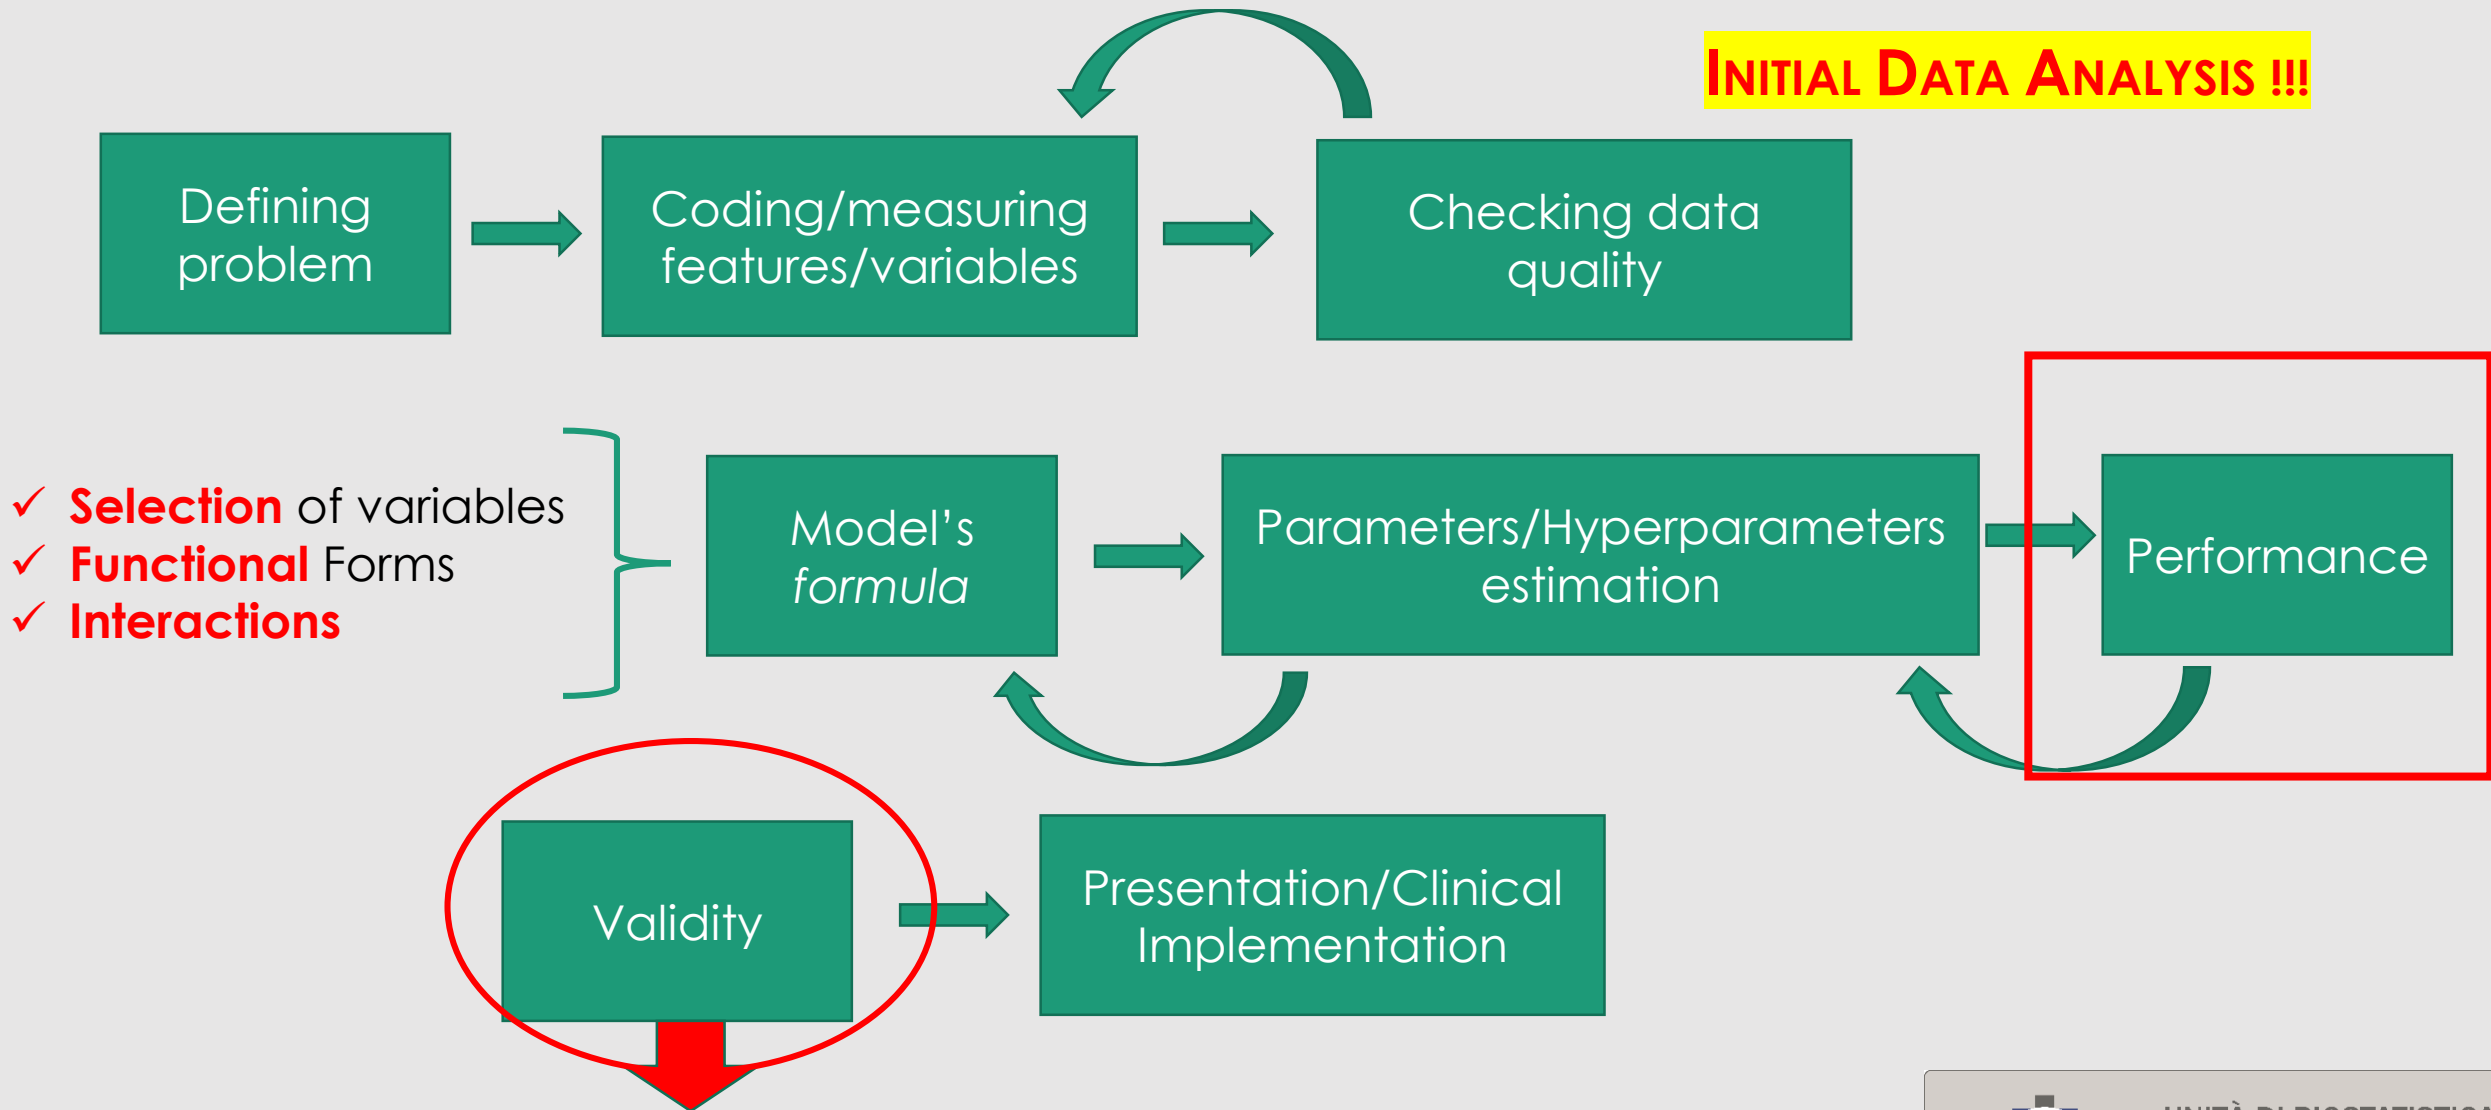 INITIAL DATA ANALYSIS !!!
Defining
problem
Coding/measuring
features/variables
Checking data
quality
✓ Selection of variables
✓ Functional Forms
✓ Interactions
Model’s
formula
Parameters/Hyperparameters
estimation
Performance
Validity
Presentation/Clinical
Implementation